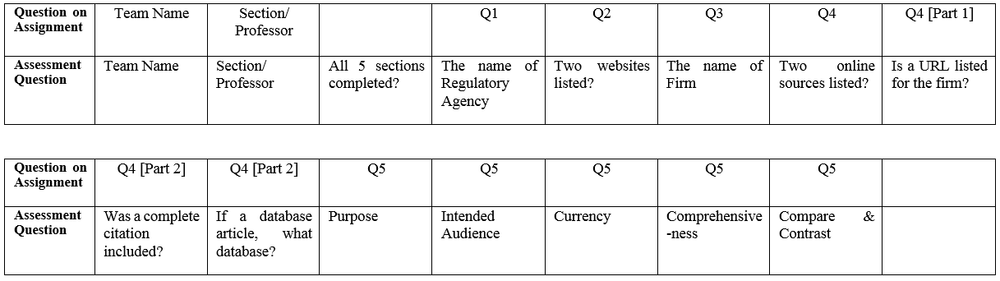 Question on Team Name Section/ Q1 Q2 Q3 Q4 Q4 [Part 1]
Assignment Professor
Assessment Team Name Section/ All 5 sections The name of Two websites The name of Two online Is a URL listed
Question Professor completed? Regulatory listed? Firm sources listed? for the firm?
Agency
Question on Q4 [Part 2] Q4 [Part 2] Q5 Q5 Q5 Q5 Q5
Assignment
Assessment Was a complete If a database Purpose Intended Currency Comprehensive Compare &
Question citation article, what Audience -ness Contrast
included? database?